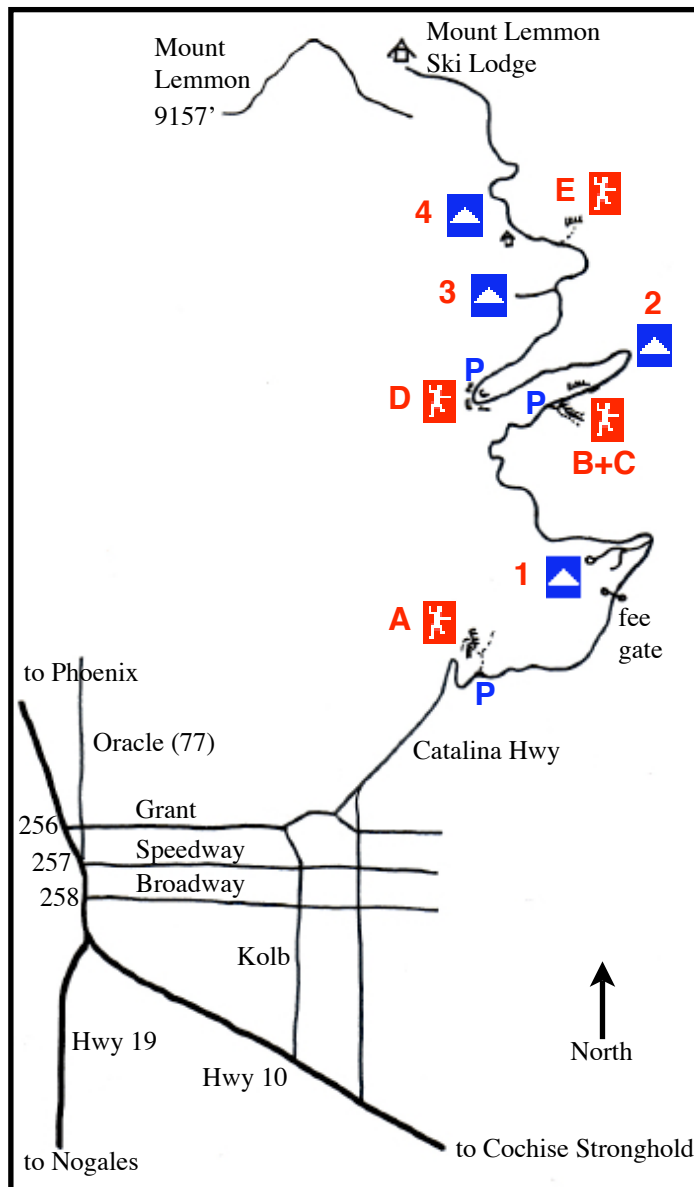 Mount
Lemmon
9157’
Mount Lemmon
Ski Lodge
E
4
3
2
P
D
P
B+C
1
fee
gate
A
P
to Phoenix
Oracle (77)
Catalina Hwy
Grant
256
Speedway
257
Broadway
258
Kolb
North
Hwy 19
Hwy 10
to Cochise Stronghold
to Nogales